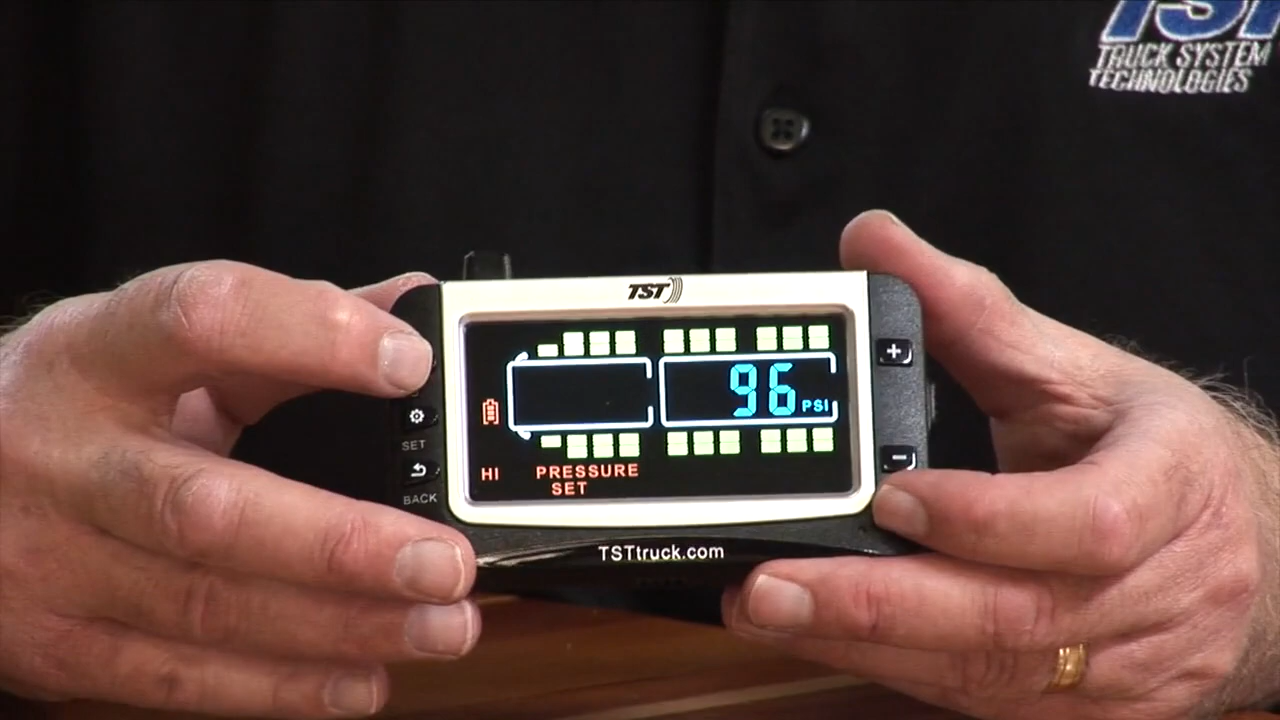 TST
TRUCK SYSTEM
TECHNOLOGIES
TST
+
96 PSI
SET
HI PRESSURE
SET
-
BACK
TSTtruck.com